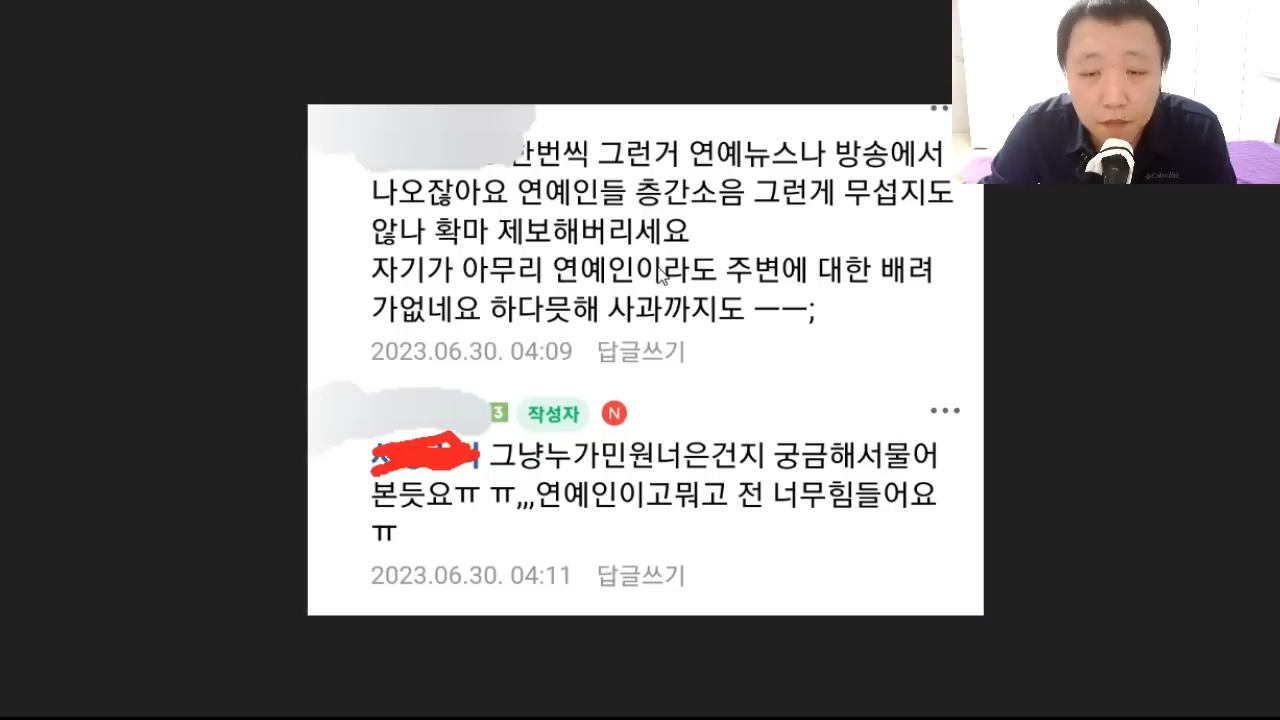 한번씩 그런거 연예뉴스나 방송에서
나오잖아요 연예인들 층간소음 그런게 무섭지도
않나 확마 제보해버리세요
자기가 아무리 연예인이라도 주변에 대한 배려
가없네요 하다믓해 사과까지도 ㅡㅡ;
2023.06.30. 04:09 답글쓰기
3 작성자 N
그냥누가민원너은건지 궁금해서물어
본듯요ㅠ ㅠ,,,연예인이고뭐고 전 너무힘들어요
ㅠ
2023.06.30. 04:11 답글쓰기
Columbia